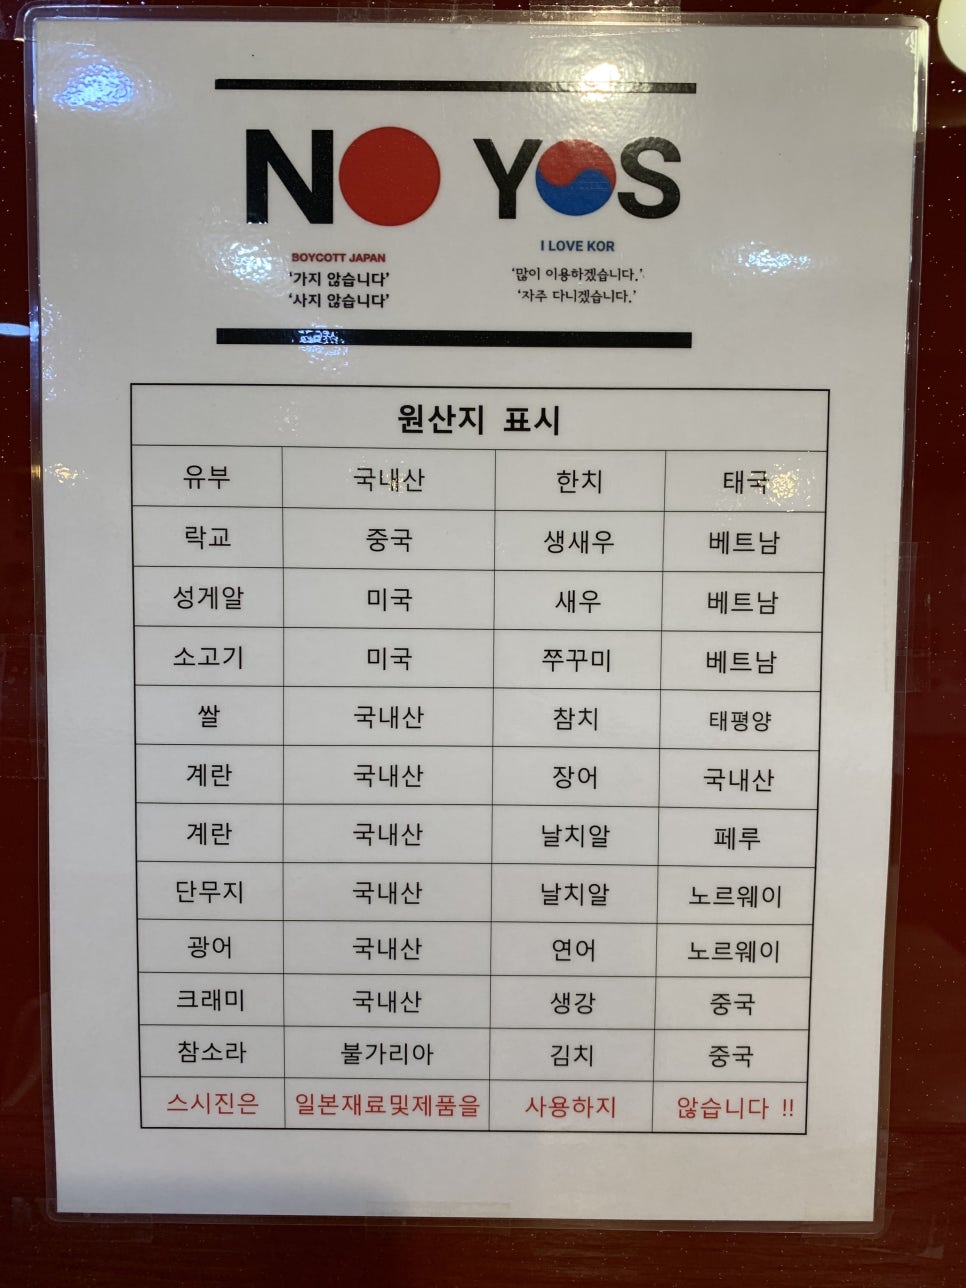 NO YES
BOYCOTT JAPAN
'가지 않습니다'
'사지 않습니다'
I LOVE KOR
'많이 이용하겠습니다.'
'자주 다니겠습니다.'
원산지 표시
유부 국내산 한치 태국
락교 중국 생새우 베트남
성게알 미국 새우 베트남
소고기 미국 쭈꾸미 베트남
쌀 국내산 참치 태평양
계란 국내산 장어 국내산
계란 국내산 날치알 페루
단무지 국내산 날치알 노르웨이
광어 국내산 연어 노르웨이
크래미 국내산 생강 중국
참소라 불가리아 김치 중국
스시진은 일본재료및제품을 사용하지 않습니다 !!